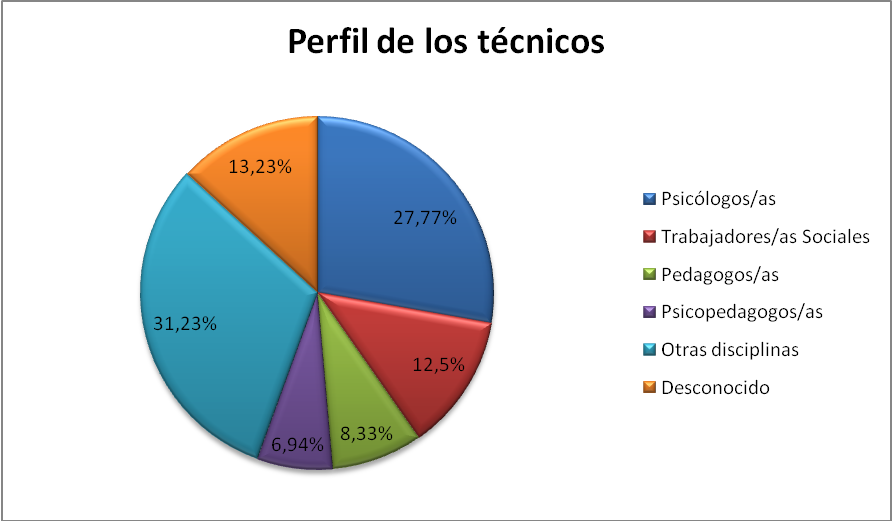 Perfil de los técnicos
13,23%
27,77%
31,23%
12,5%
6,94%
8,33%
Psicólogos/as
Trabajadores/as Sociales
Pedagogos/as
Psicopedagogos/as
Otras disciplinas
Desconocido